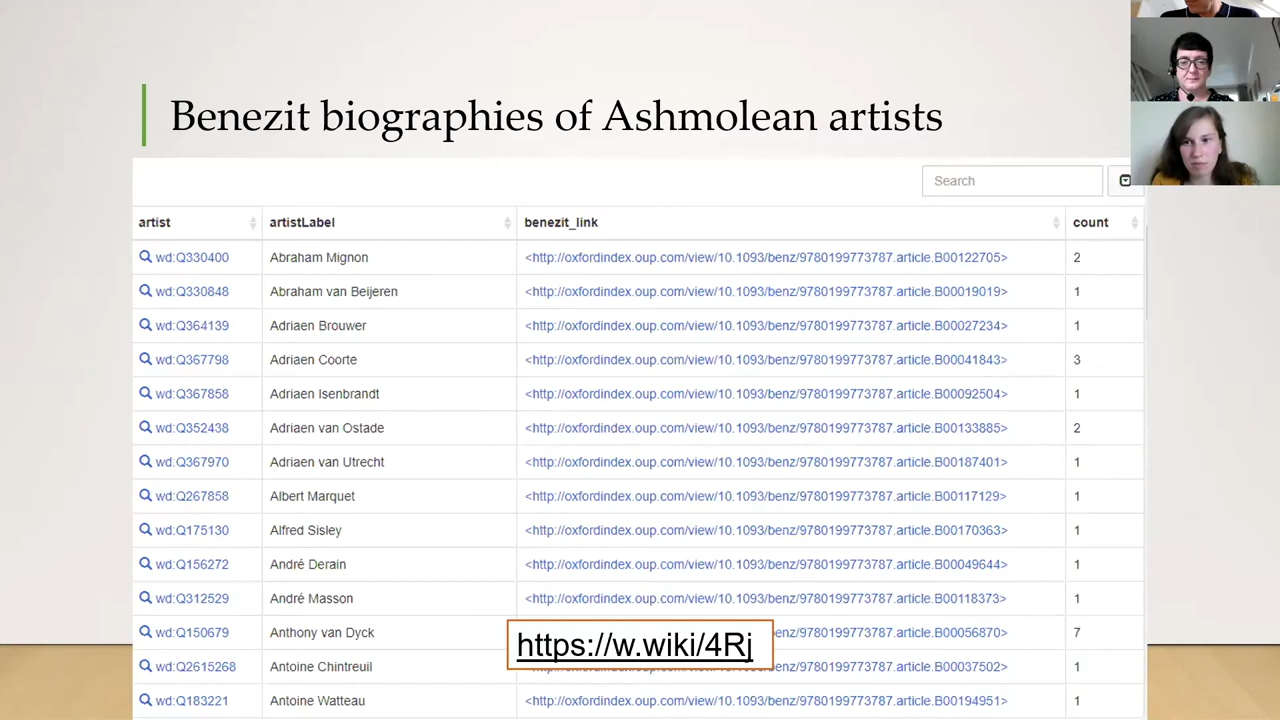 Benezit biographies of Ashmolean artists
Search
artist artistLabel benezit_link count
wd:Q330400 Abraham Mignon <http://oxfordindex.oup.com/view/10.1093/benz/9780199773787.article.B00122705> 2
wd:Q330848 Abraham van Beijeren <http://oxfordindex.oup.com/view/10.1093/benz/9780199773787.article.B00019019> 1
wd:Q364139 Adriaen Brouwer <http://oxfordindex.oup.com/view/10.1093/benz/9780199773787.article.B00027234> 1
wd:Q367798 Adriaen Coorte <http://oxfordindex.oup.com/view/10.1093/benz/9780199773787.article.B00041843> 3
wd:Q367858 Adriaen Isenbrandt <http://oxfordindex.oup.com/view/10.1093/benz/9780199773787.article.B00092504> 1
wd:Q352438 Adriaen van Ostade <http://oxfordindex.oup.com/view/10.1093/benz/9780199773787.article.B00133885> 2
wd:Q367970 Adriaen van Utrecht <http://oxfordindex.oup.com/view/10.1093/benz/9780199773787.article.B00187401> 1
wd:Q267858 Albert Marquet <http://oxfordindex.oup.com/view/10.1093/benz/9780199773787.article.B00117129> 1
wd:Q175130 Alfred Sisley <http://oxfordindex.oup.com/view/10.1093/benz/9780199773787.article.B00170363> 1
wd:Q156272 André Derain <http://oxfordindex.oup.com/view/10.1093/benz/9780199773787.article.B00049644> 1
wd:Q312529 André Masson <http://oxfordindex.oup.com/view/10.1093/benz/9780199773787.article.B00118373> 1
wd:Q150679 Anthony van Dyck benz/9780199773787.article.B00056870> 7
https://w.wiki/4Rj
wd:Q2615268 Antoine Chintreuil benz/9780199773787.article.B00037502> 1
wd:Q183221 Antoine Watteau <http://oxfordindex.oup.com/view/10.1093/benz/9780199773787.article.B00194951> 1